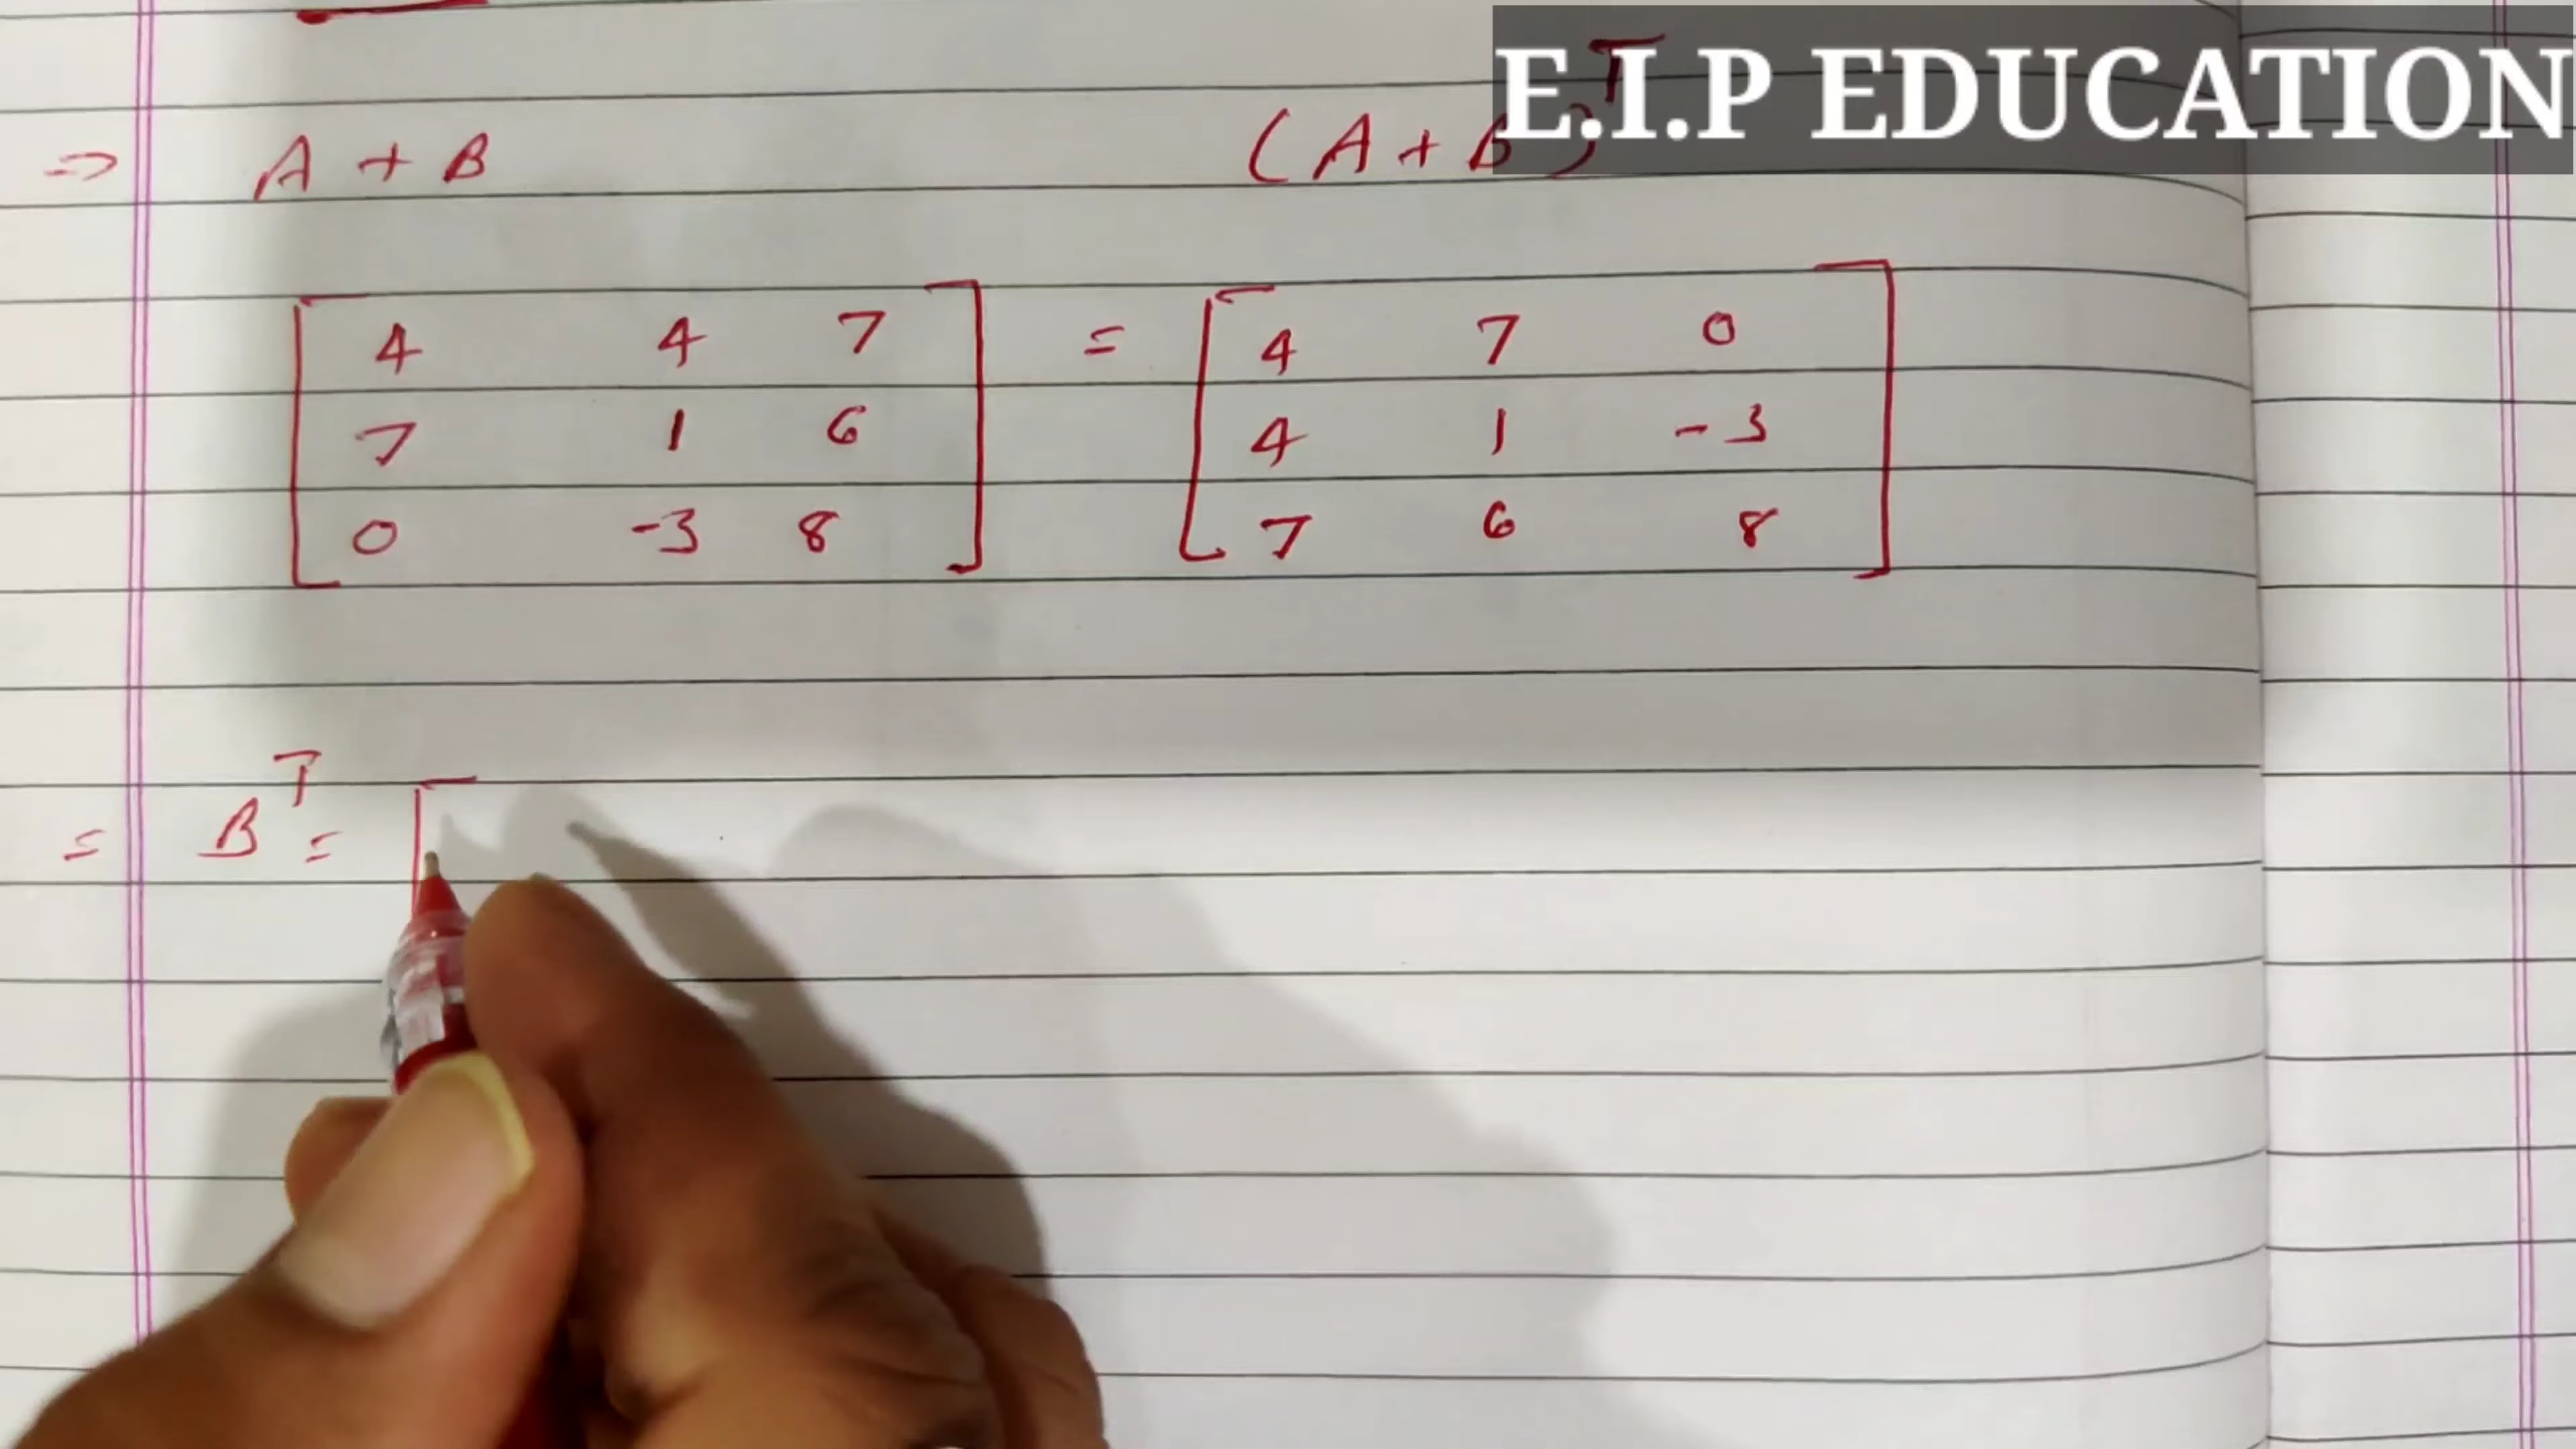 E.I.P EDUCATION
=> A + B (A + B)ᵀ
4 4 7 = 4 7 0
7 1 6 4 1 -3
0 -3 8 7 6 8
= Bᵀ = [